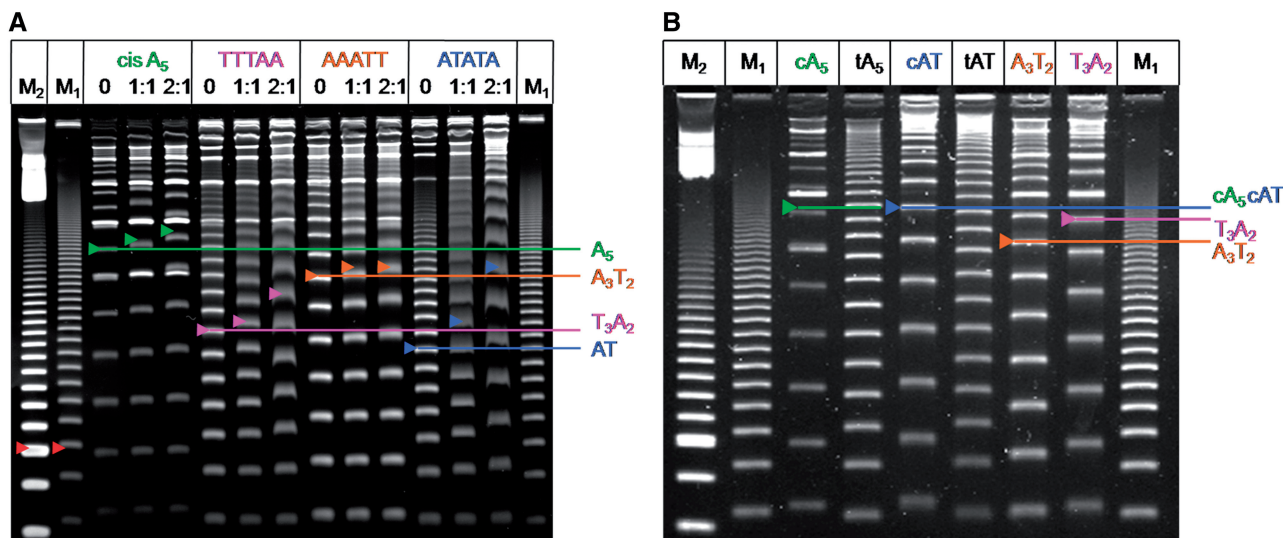 A
cis A5 TTTAA AAATT ATATA
M2 M1 0 1:1 2:1 0 1:1 2:1 0 1:1 2:1 0 1:1 2:1 M1
A5
A3T2
T3A2
AT
B
M2 M1 cA5 tA5 cAT tAT A3T2 T3A2 M1
cA5 cAT
T3A2
A3T2